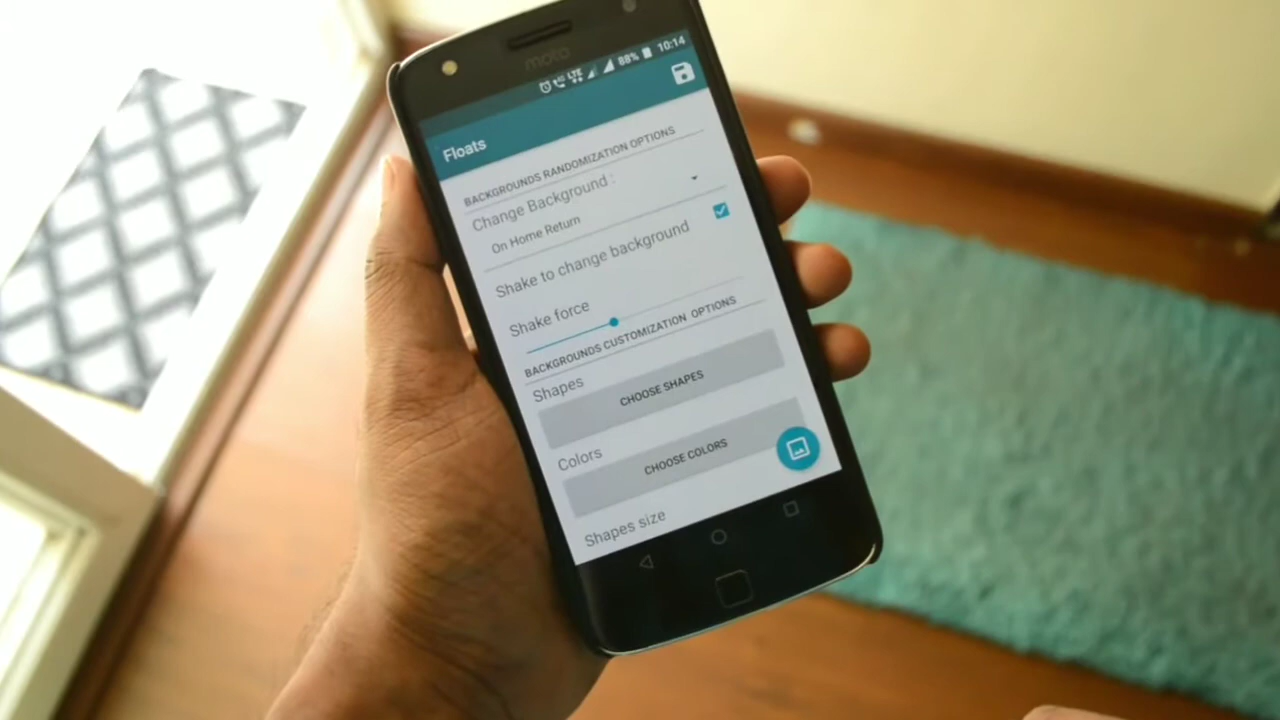 moto
LTE 88% 10:14
Floats
BACKGROUNDS RANDOMIZATION OPTIONS
Change Background :
On Home Return
Shake to change background
Shake force
BACKGROUNDS CUSTOMIZATION OPTIONS
Shapes
CHOOSE SHAPES
Colors
CHOOSE COLORS
Shapes size